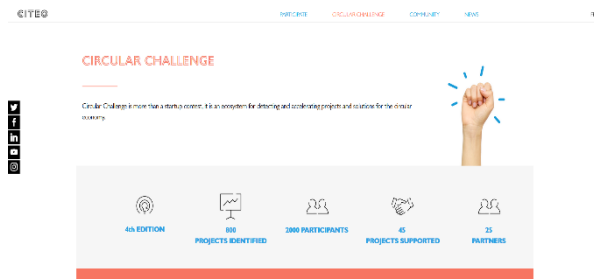 CITEO
PARTICIPATE CIRCULAR CHALLENGE COMMUNITY NEWS
CIRCULAR CHALLENGE
Circular Challenge is more than a startup contest. It is an ecosystem for detecting and accelerating projects and solutions for the circular
economy.
4th EDITION
800
PROJECTS IDENTIFIED
2000 PARTICIPANTS
45
PROJECTS SUPPORTED
25
PARTNERS